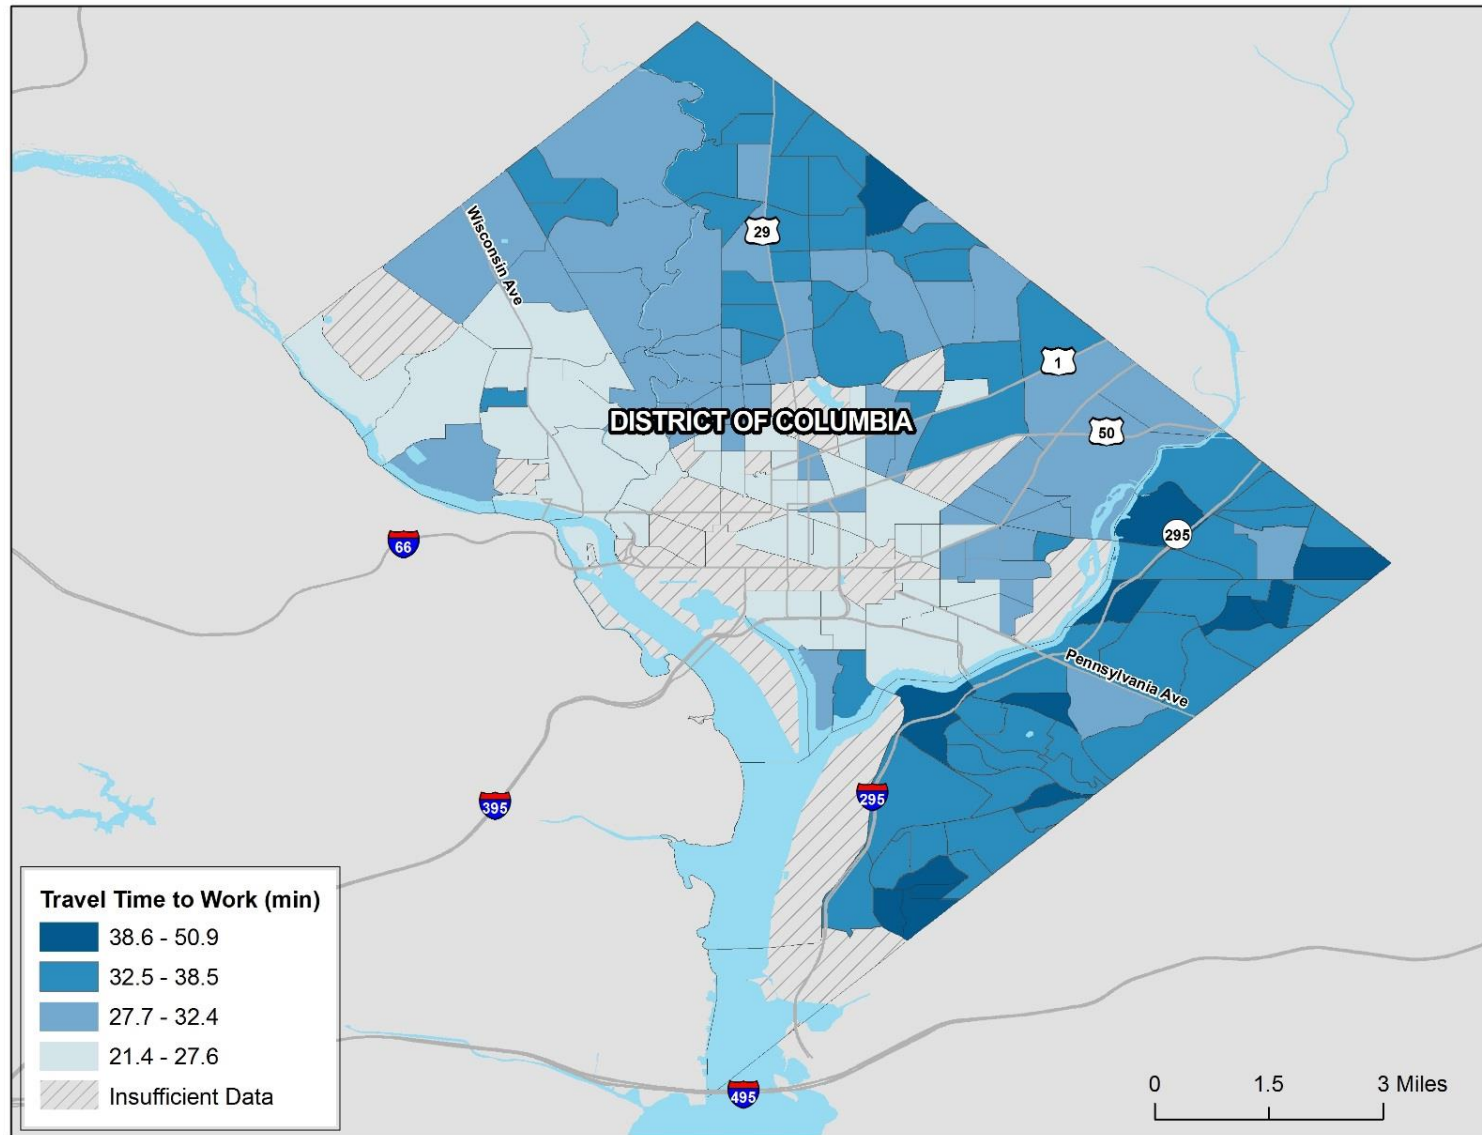 Wisconsin Ave
29
1
DISTRICT OF COLUMBIA
50
66
295
Pennsylvania Ave
395
295
Travel Time to Work (min)
38.6 - 50.9
32.5 - 38.5
27.7 - 32.4
21.4 - 27.6
Insufficient Data
495
0 1.5 3 Miles